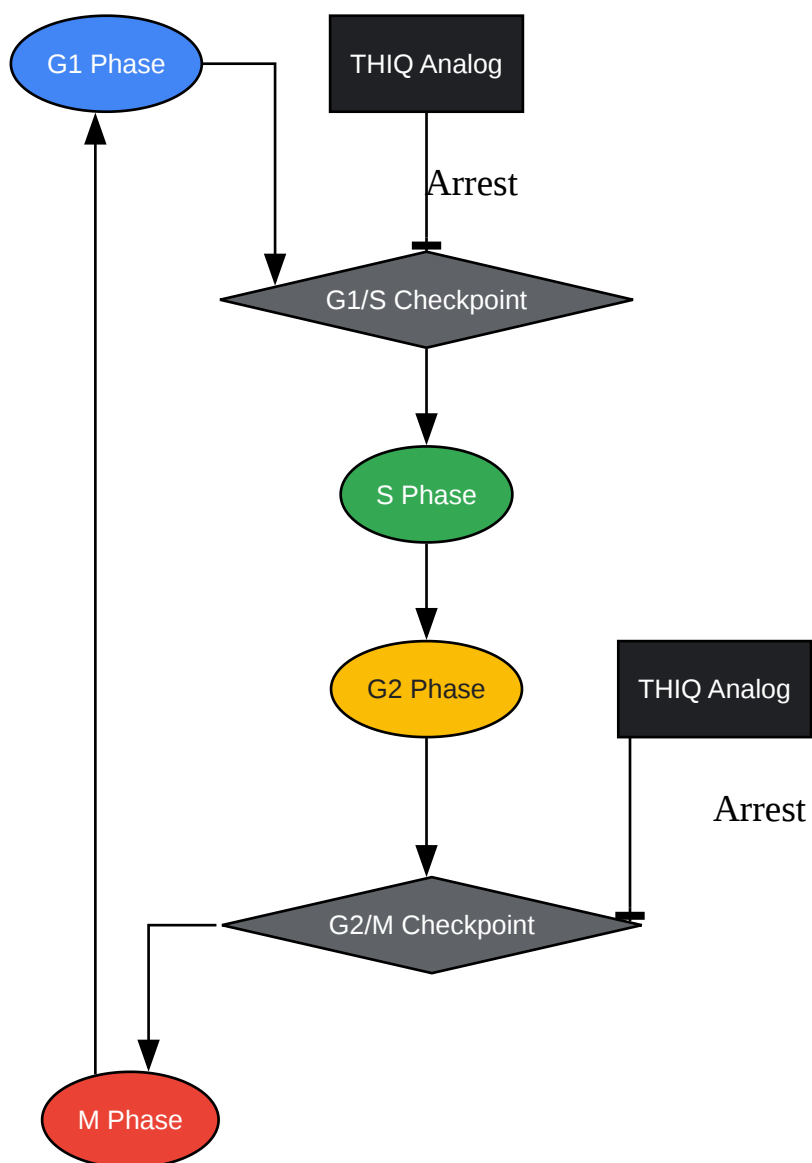 G1 Phase
THIQ Analog
Arrest
G1/S Checkpoint
S Phase
G2 Phase
THIQ Analog
Arrest
G2/M Checkpoint
M Phase